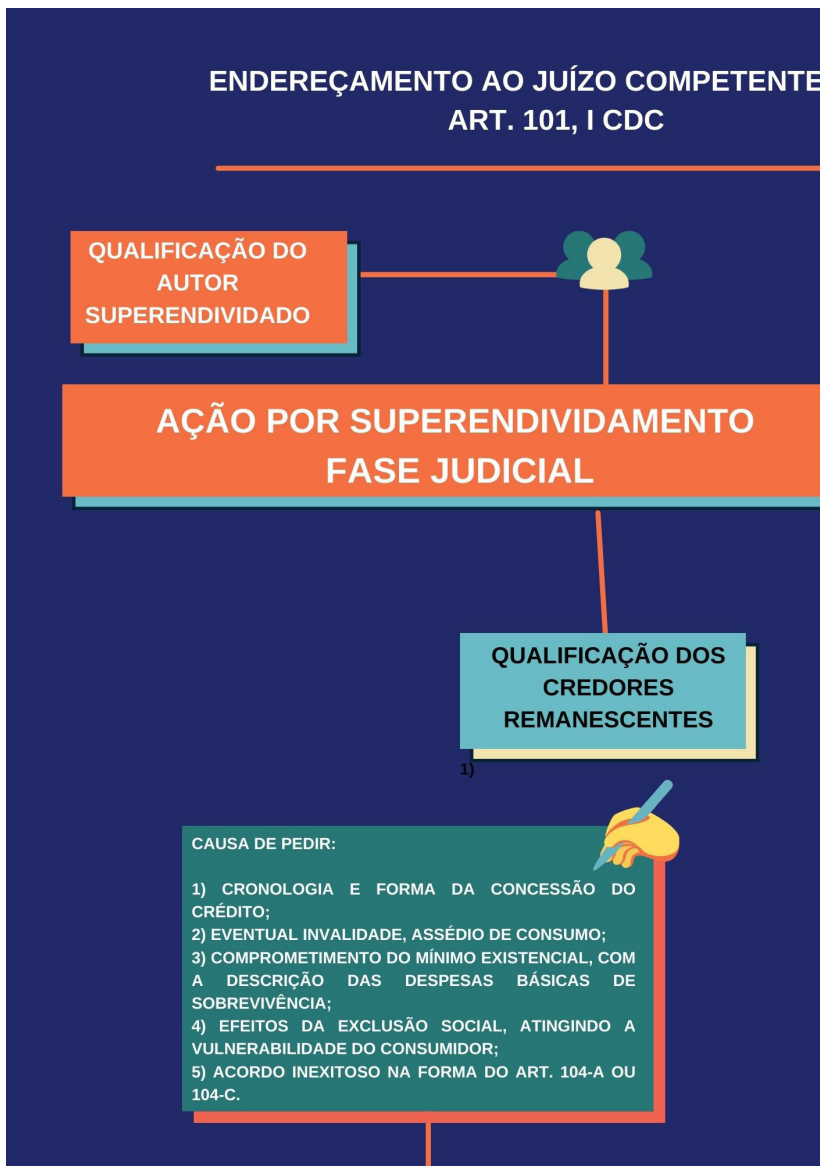 ENDEREÇAMENTO AO JUÍZO COMPETENTE
ART. 101, I CDC
QUALIFICAÇÃO DO
AUTOR
SUPERENDIVIDADO
AÇÃO POR SUPERENDIVIDAMENTO
FASE JUDICIAL
QUALIFICAÇÃO DOS
CREDORES
REMANESCENTES
1)
CAUSA DE PEDIR:
1) CRONOLOGIA E FORMA DA CONCESSÃO DO
CRÉDITO;
2) EVENTUAL INVALIDADE, ASSÉDIO DE CONSUMO;
3) COMPROMETIMENTO DO MÍNIMO EXISTENCIAL, COM
A DESCRIÇÃO DAS DESPESAS BÁSICAS DE
SOBREVIVÊNCIA;
4) EFEITOS DA EXCLUSÃO SOCIAL, ATINGINDO A
VULNERABILIDADE DO CONSUMIDOR;
5) ACORDO INEXITOSO NA FORMA DO ART. 104-A OU
104-C.